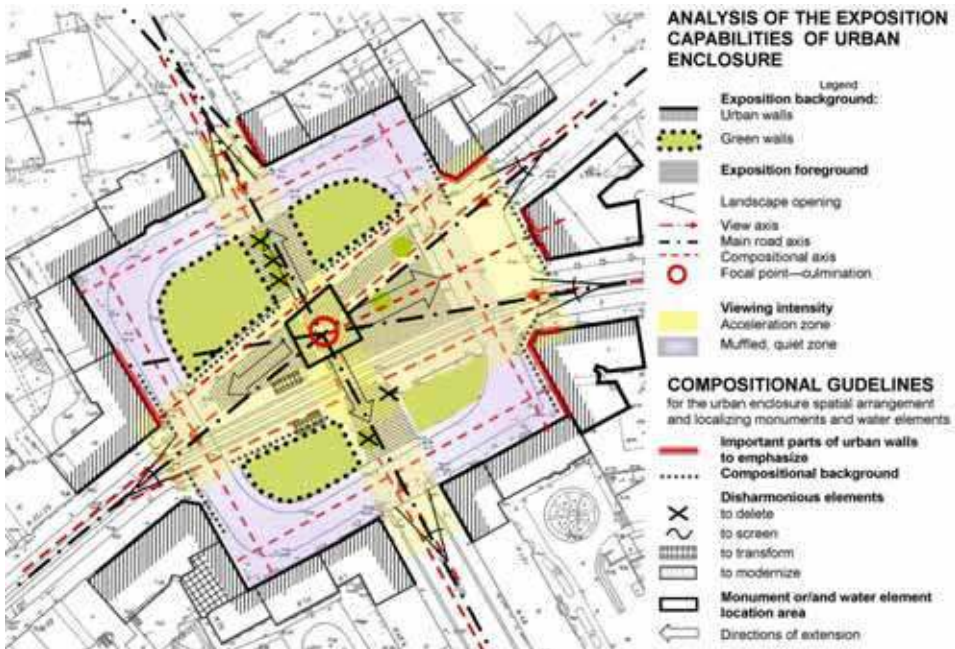 ANALYSIS OF THE EXPOSITION
CAPABILITIES OF URBAN
ENCLOSURE
Legend
Exposition background:
Urban walls
Green walls
Exposition foreground
Landscape opening
View axis
Main road axis
Compositional axis
Focal point—culmination
Viewing intensity
Acceleration zone
Muffled, quiet zone
COMPOSITIONAL GUDELINES
for the urban enclosure spatial arrangement
and localizing monuments and water elements
Important parts of urban walls
to emphasize
Compositional background
Disharmonious elements
to delete
to screen
to transform
to modernize
Monument or/and water element
location area
Directions of extension